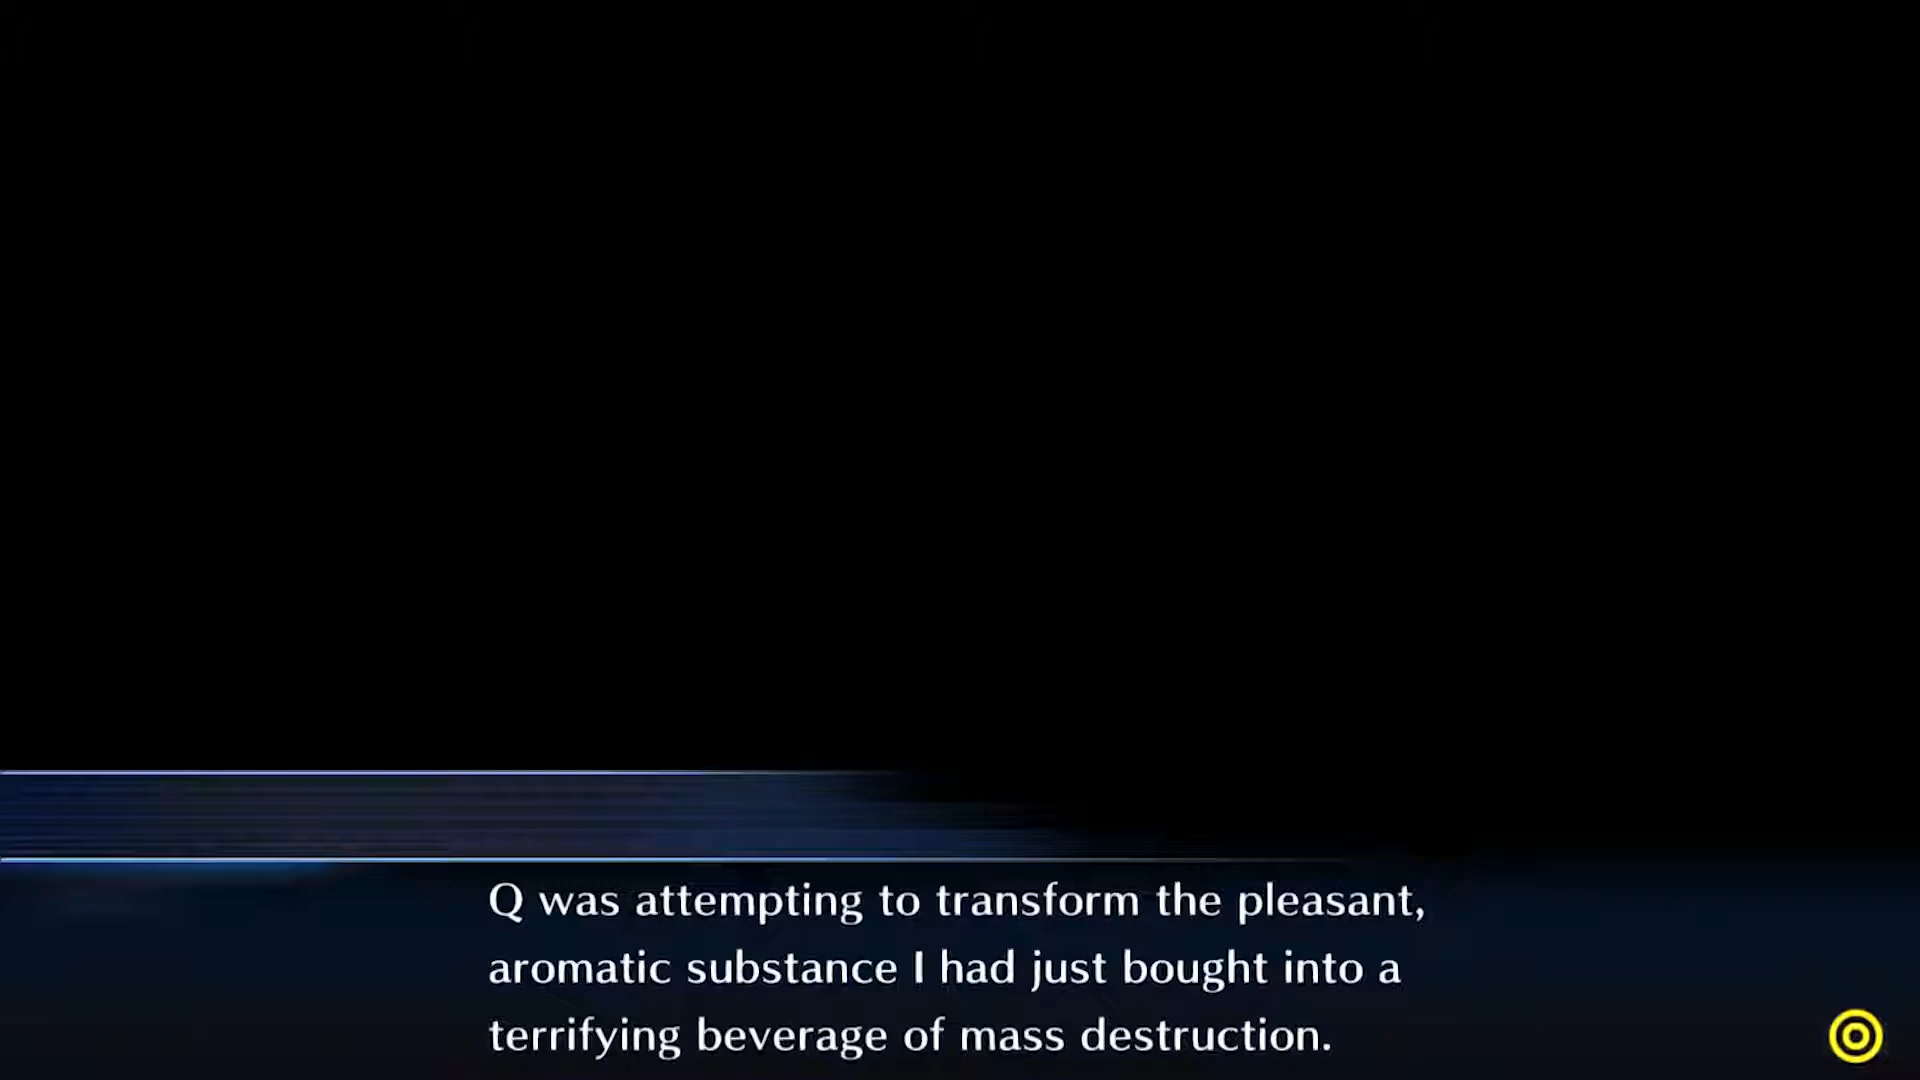 Q was attempting to transform the pleasant,
aromatic substance I had just bought into a
terrifying beverage of mass destruction.